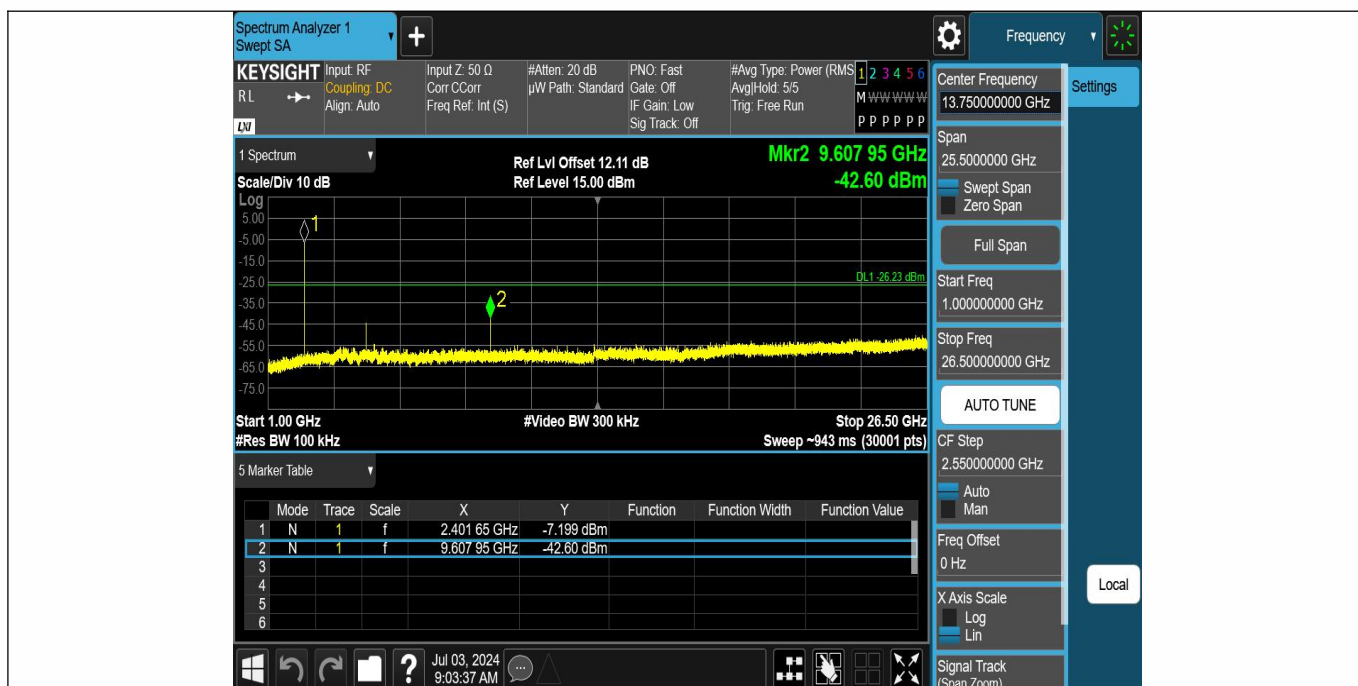 Spectrum Analyzer 1
Swept SA
+
Frequency
KEYSIGHT
RL
LXI
Input: RF
Coupling: DC
Align: Auto
Input Z: 50 Ω
Corr CCorr
Freq Ref: Int (S)
#Atten: 20 dB
µW Path: Standard
PNO: Fast
Gate: Off
IF Gain: Low
Sig Track: Off
#Avg Type: Power (RMS
Avg|Hold: 5/5
Trig: Free Run
1 2 3 4 5 6
M W W W W W
P P P P P P
1 Spectrum
Scale/Div 10 dB
Ref Lvl Offset 12.11 dB
Ref Level 15.00 dBm
Mkr2 9.607 95 GHz
-42.60 dBm
Log
5.00
-5.00
-15.0
-25.0
-35.0
-45.0
-55.0
-65.0
-75.0
1
2
DL1 -26.23 dBm
Start 1.00 GHz
#Res BW 100 kHz
#Video BW 300 kHz
Stop 26.50 GHz
Sweep ~943 ms (30001 pts)
5 Marker Table
Mode Trace Scale X Y Function Function Width Function Value
1 N 1 f 2.401 65 GHz -7.199 dBm
2 N 1 f 9.607 95 GHz -42.60 dBm
3
4
5
6
?
Jul 03, 2024
9:03:37 AM
Center Frequency
13.750000000 GHz
Settings
Span
25.5000000 GHz
Swept Span
Zero Span
Full Span
Start Freq
1.000000000 GHz
Stop Freq
26.50000000 GHz
AUTO TUNE
CF Step
2.550000000 GHz
Auto
Man
Freq Offset
0 Hz
Local
X Axis Scale
Log
Lin
Signal Track
(Span Zoom)